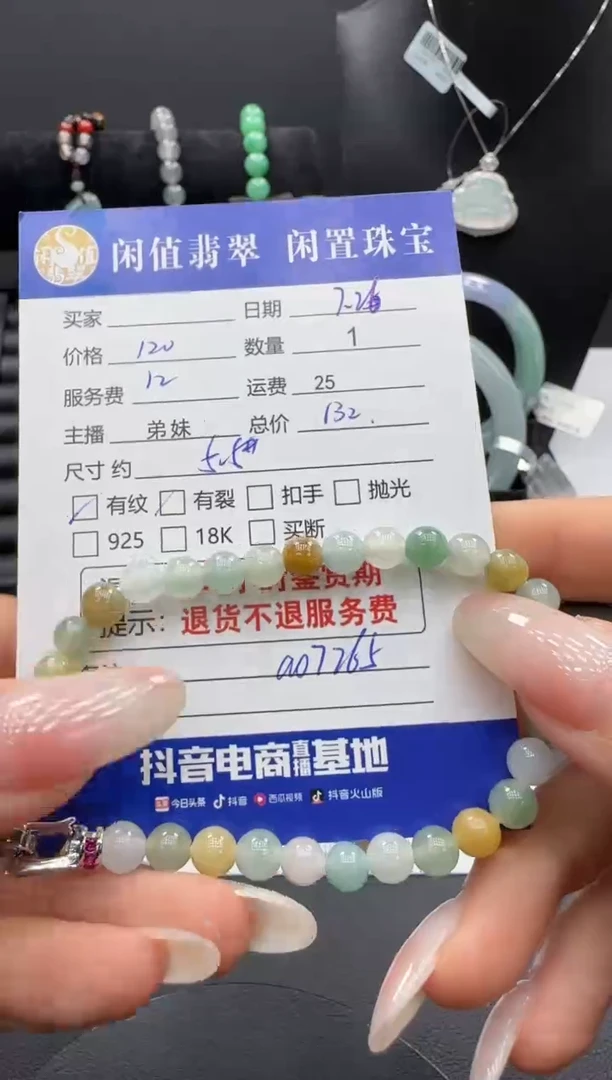 闲值翡翠 闲置珠宝
买家 日期 7.26
价格 120 数量 1
服务费 12 运费 25
主播 弟妹 总价 132.
尺寸 约 5.5#
有纹 有裂 扣手 抛光
925 18K 买断
提示: 退货不退服务费
a07265
抖音电商直播基地
今日头条 抖音 西瓜视频 抖音火山版